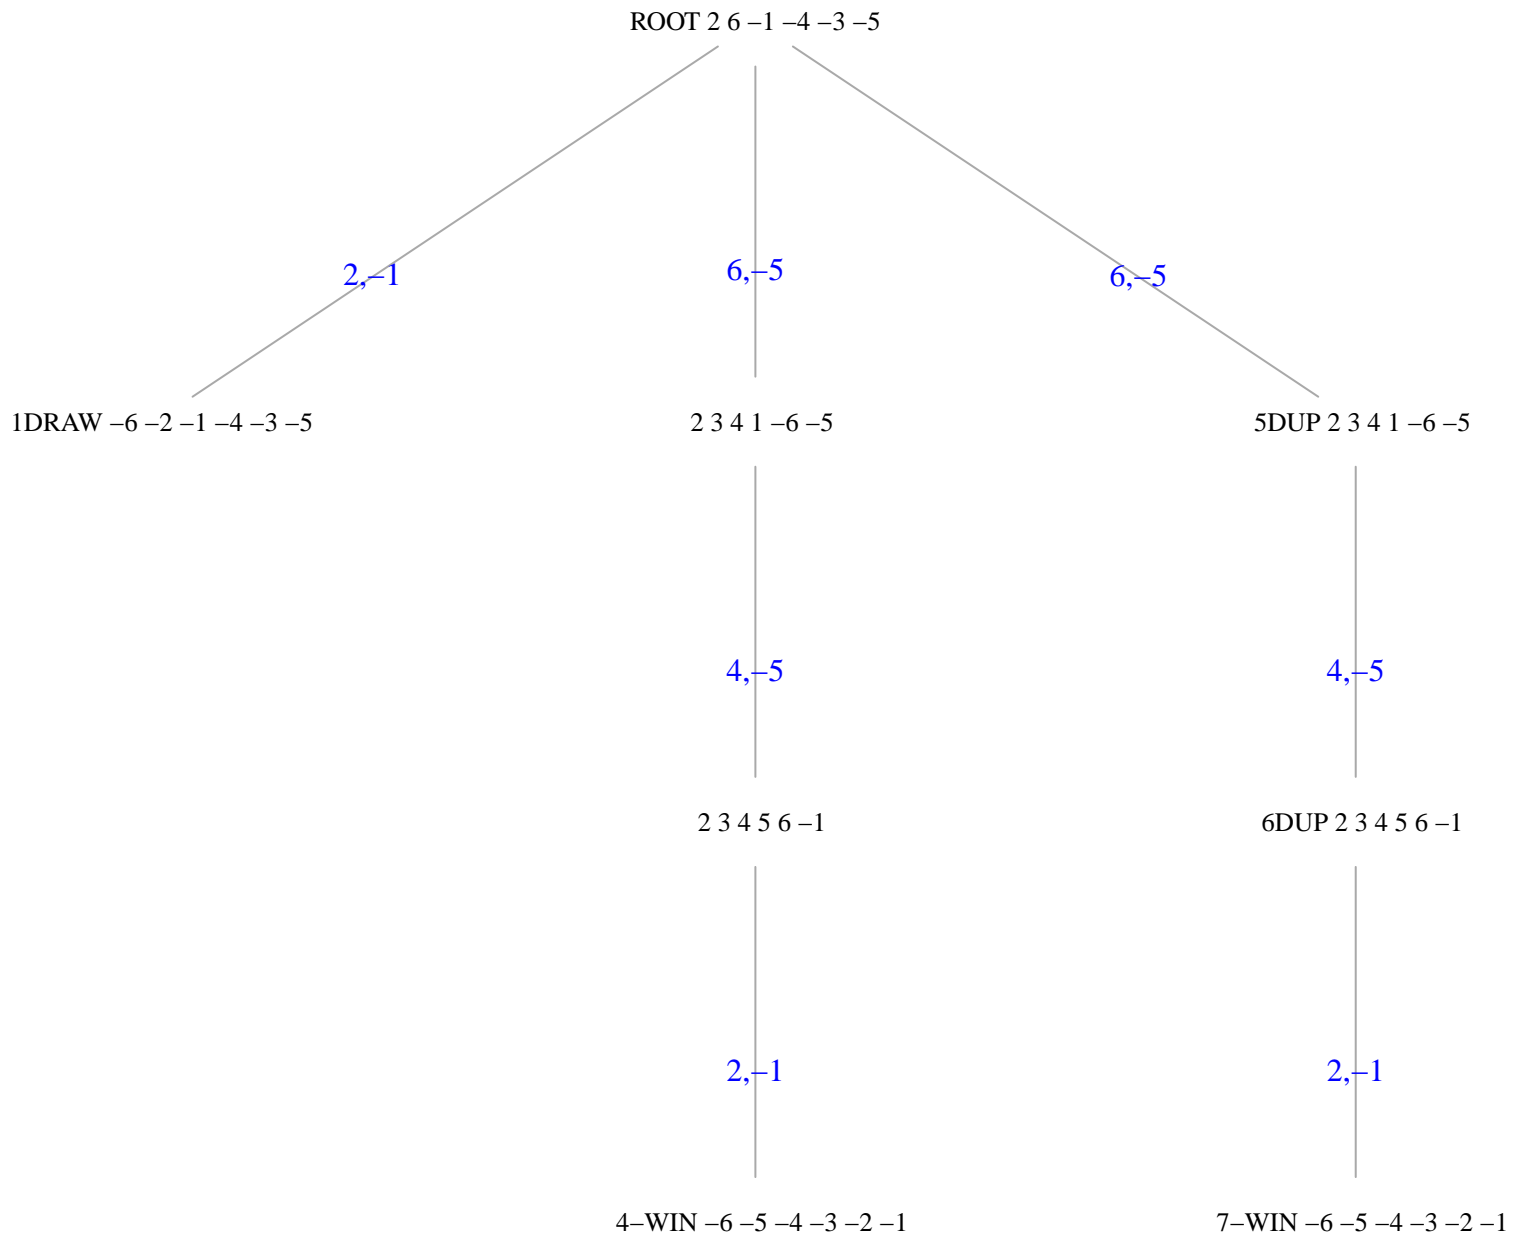 ROOT 2 6 –1 –4 –3 –5
2,–1
6,–5
6,–5
1DRAW –6 –2 –1 –4 –3 –5
2 3 4 1 –6 –5
5DUP 2 3 4 1 –6 –5
4,–5
4,–5
2 3 4 5 6 –1
6DUP 2 3 4 5 6 –1
2,–1
2,–1
4–WIN –6 –5 –4 –3 –2 –1
7–WIN –6 –5 –4 –3 –2 –1